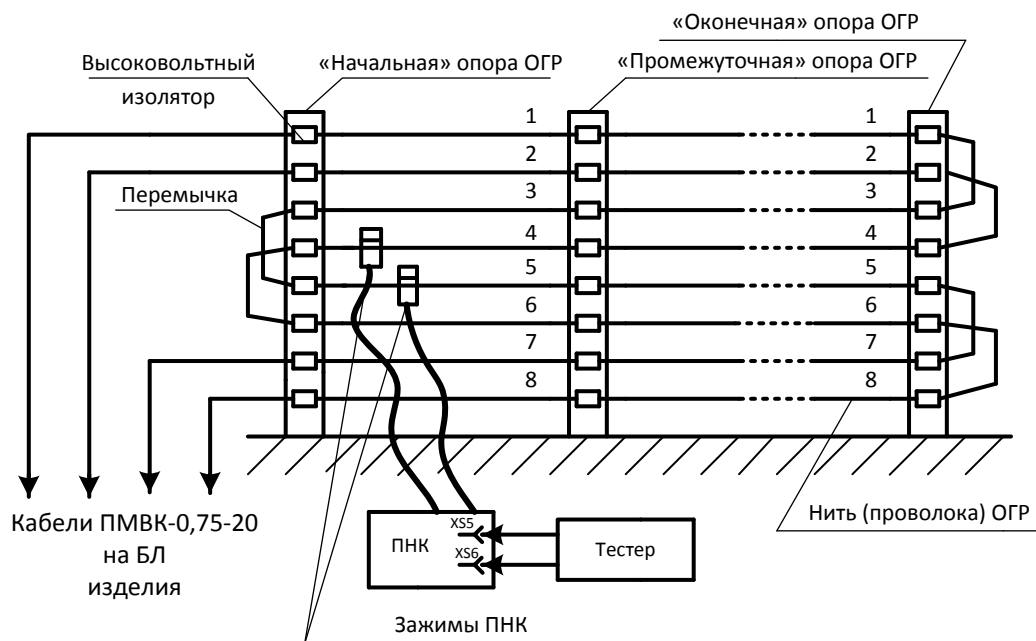 «Оконечная» опора ОГР
Высоковольтный
изолятор
«Начальная» опора ОГР
«Промежуточная» опора ОГР
1
1
2
2
3
3
Перемычка
4
4
5
5
6
6
7
7
8
8
Кабели ПМВК-0,75-20
на БЛ
изделия
ПНК
XS5
XS6
Тестер
Нить (проволока) ОГР
Зажимы ПНК